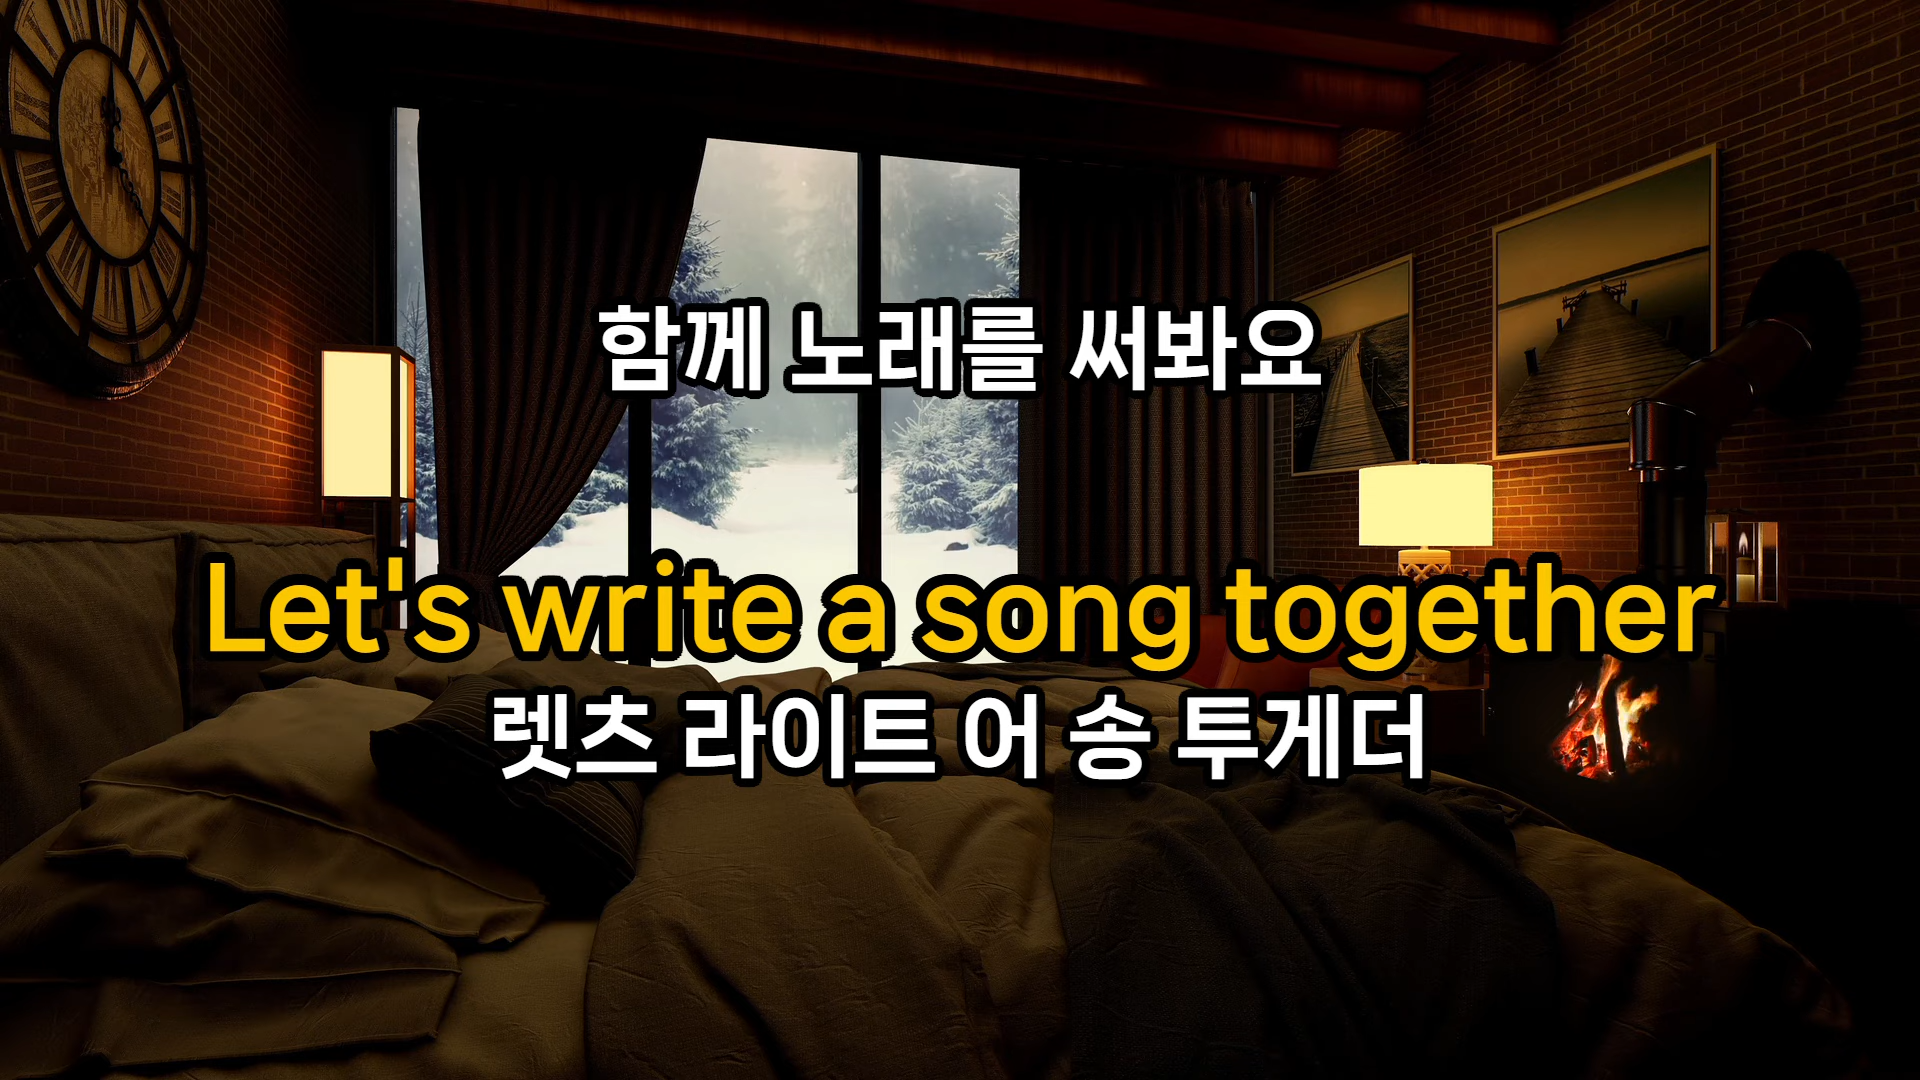 함께 노래를 써봐요
Let's write a song together
렛츠 라이트 어 송 투게더